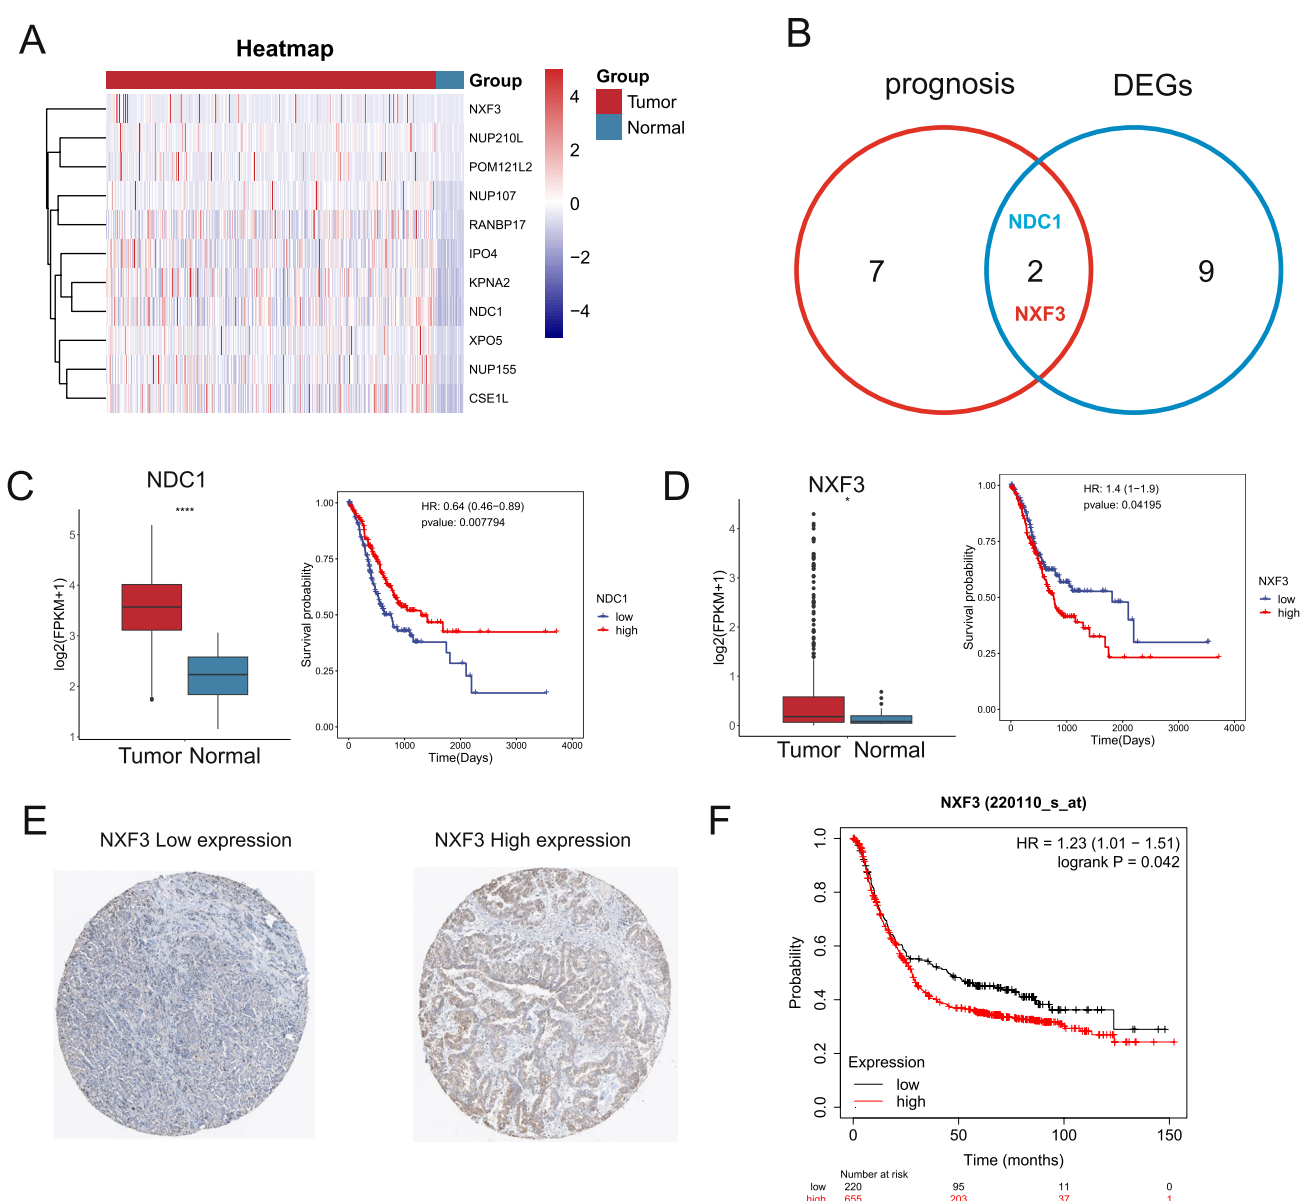 A
Heatmap
Group
NXF3
NUP210L
POM121L2
NUP107
RANBP17
IPO4
KPNA2
NDC1
XPO5
NUP155
CSE1L
4
2
0
−2
−4
Group
Tumor
Normal
B
prognosis
DEGs
NDC1
7
2
9
NXF3
C
NDC1
****
log2(FPKM+1)
5
4
3
2
1
Tumor Normal
HR: 0.64 (0.46−0.89)
pvalue: 0.007794
Survival probability
1.00
0.75
0.50
0.25
0.00
0 1000 2000 3000 4000
Time(Days)
NDC1
low
high
D
NXF3
*
log2(FPKM+1)
4
3
2
1
0
Tumor Normal
HR: 1.4 (1−1.9)
pvalue: 0.04195
Survival probability
1.00
0.75
0.50
0.25
0.00
0 1000 2000 3000 4000
Time(Days)
NXF3
low
high
E
NXF3 Low expression
NXF3 High expression
F
NXF3 (220110_s_at)
HR = 1.23 (1.01 − 1.51)
logrank P = 0.042
Probability
1.0
0.8
0.6
0.4
0.2
0.0
Expression
low
high
0 50 100 150
Time (months)
Number at risk
low 220 95 11 0
high 655 203 37 1